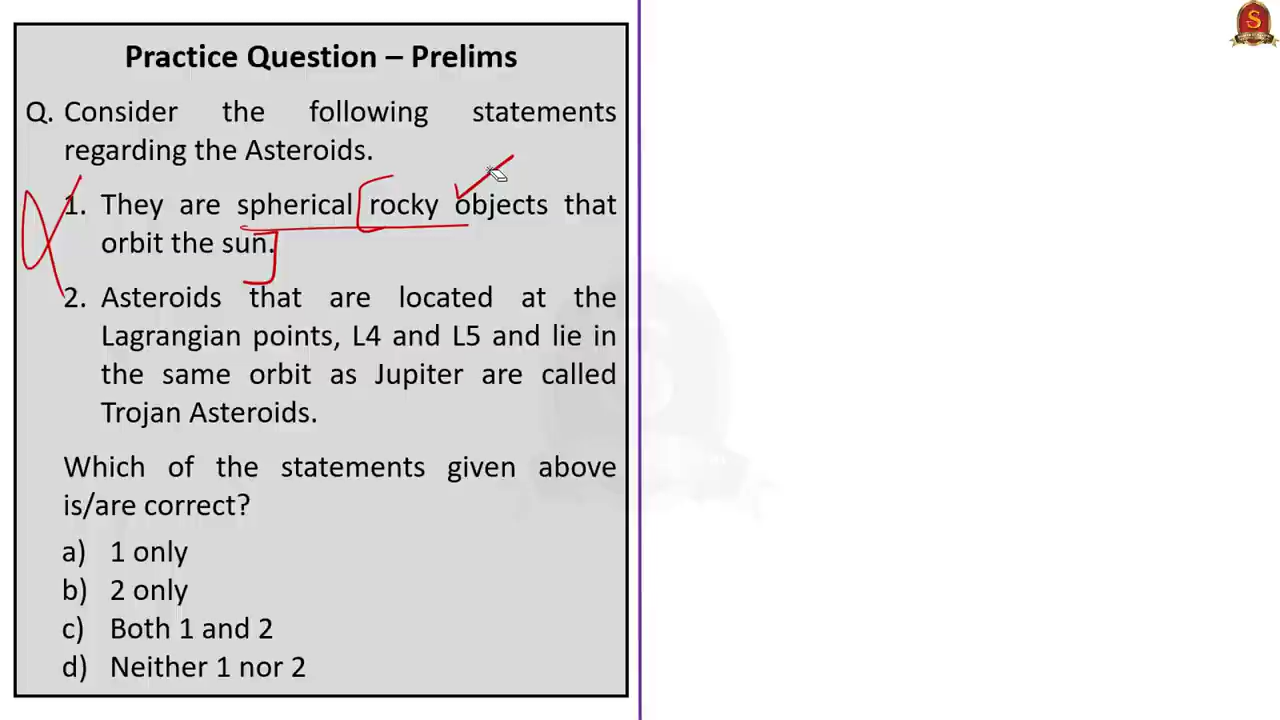 Practice Question – Prelims
Q. Consider the following statements
regarding the Asteroids.
1. They are spherical rocky objects that
orbit the sun.
2. Asteroids that are located at the
Lagrangian points, L4 and L5 and lie in
the same orbit as Jupiter are called
Trojan Asteroids.
Which of the statements given above
is/are correct?
a) 1 only
b) 2 only
c) Both 1 and 2
d) Neither 1 nor 2
S